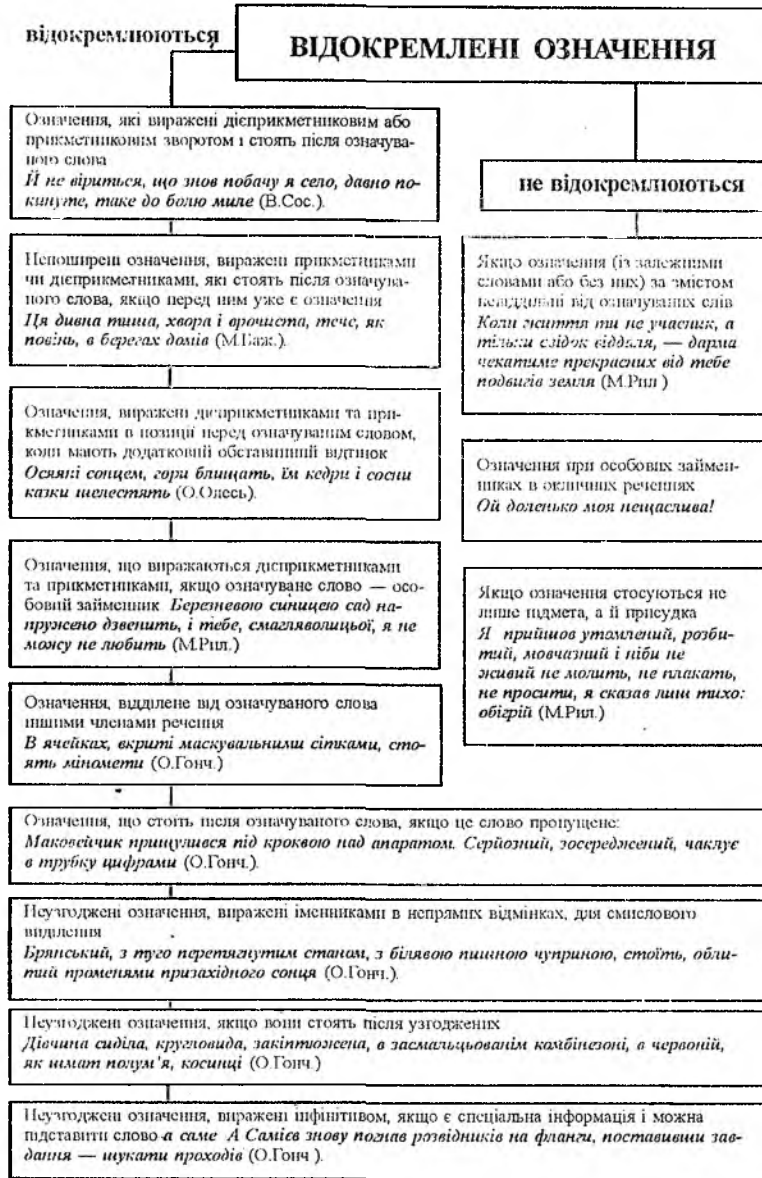 відокремлюються
ВІДОКРЕМЛЕНІ ОЗНАЧЕННЯ
Означення, які виражені дієприкметниковим або
прикметниковим зворотом і стоять після означува-
ного слова
Й не віриться, що знов побачу я село, давно по-
кинуте, таке до болю миле (В.Сос.).
Непоширені означення, виражені прикметниками
чи дієприкметниками, які стоять після означува-
ного слова, якщо перед ним уже є означення
Ця дивна тиша, хвора і врочиста, тече, як
повінь, в берегах домів (М.Баж.).
Означення, виражені дієприкметниками та при-
кметниками в позиції перед означуваним словом,
коли мають додатковий обставинний відтінок
Осяяні сонцем, гори блищать, їм кедри і сосни
казки шелестять (О.Олесь).
Означення, що виражаються дієприкметниками
та прикметниками, якщо означуване слово — осо-
бовий займенник Березневою синицею сад на-
пружено дзвенить, і тебе, смагляволицьої, я не
можу не любить (М.Рил.)
Означення, відділене від означуваного слова
іншими членами речення
В ячейках, вкриті маскувальними сітками, сто-
ять міномети (О.Гонч.)
не відокремлюються
Якщо означення (із залежними
словами або без них) за змістом
невіддільні від означуваних слів
Коли життя ти не учасник, а
тільки слідок віддаля, — дарма
чекатиме прекрасних від тебе
подвигів земля (М.Рил )
Означення при особових займен-
никах в окличних реченнях
Ой доленько моя нещаслива!
Якщо означення стосуються не
лише підмета, а й присудка
Я прийшов утомлений, розби-
тий, мовчазний і ніби не
живий не молить, не плакать,
не просити, я сказав лиш тихо:
обігрій (М.Рил.)
Означення, що стоїть після означуваного слова, якщо це слово пропущене:
Маковейчик прищулився під кроквою над апаратом. Серйозний, зосереджений, чаклує
в трубку цифрами (О.Гонч.).
Неузгоджені означення, виражені іменниками в непрямих відмінках, для смислового
виділення
Брянський, з туго перетягнутим станом, з білявою пишною чуприною, стоїть, обли-
тий променями призахідного сонця (О.Гонч.).
Неузгоджені означення, якщо вони стоять після узгоджених
Дівчина сиділа, кругловида, закіптюжена, в засмальцьованім комбінезоні, в червоній,
як шмат полум'я, косинці (О.Гонч.)
Неузгоджені означення, виражені інфінітивом, якщо є спеціальна інформація і можна
підставити слово а саме А Самієв знову погнав розвідників на фланги, поставивши зав-
дання — шукати проходів (О.Гонч ).